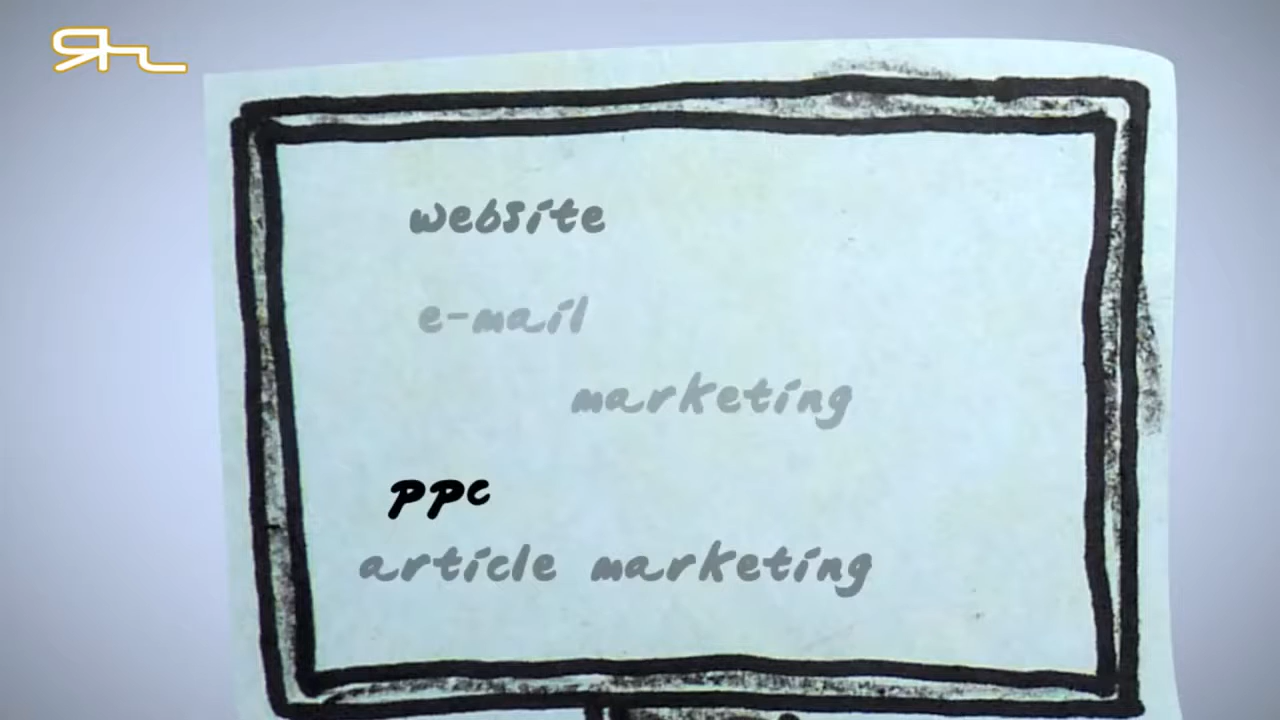 website
e-mail
marketing
ppc
article marketing